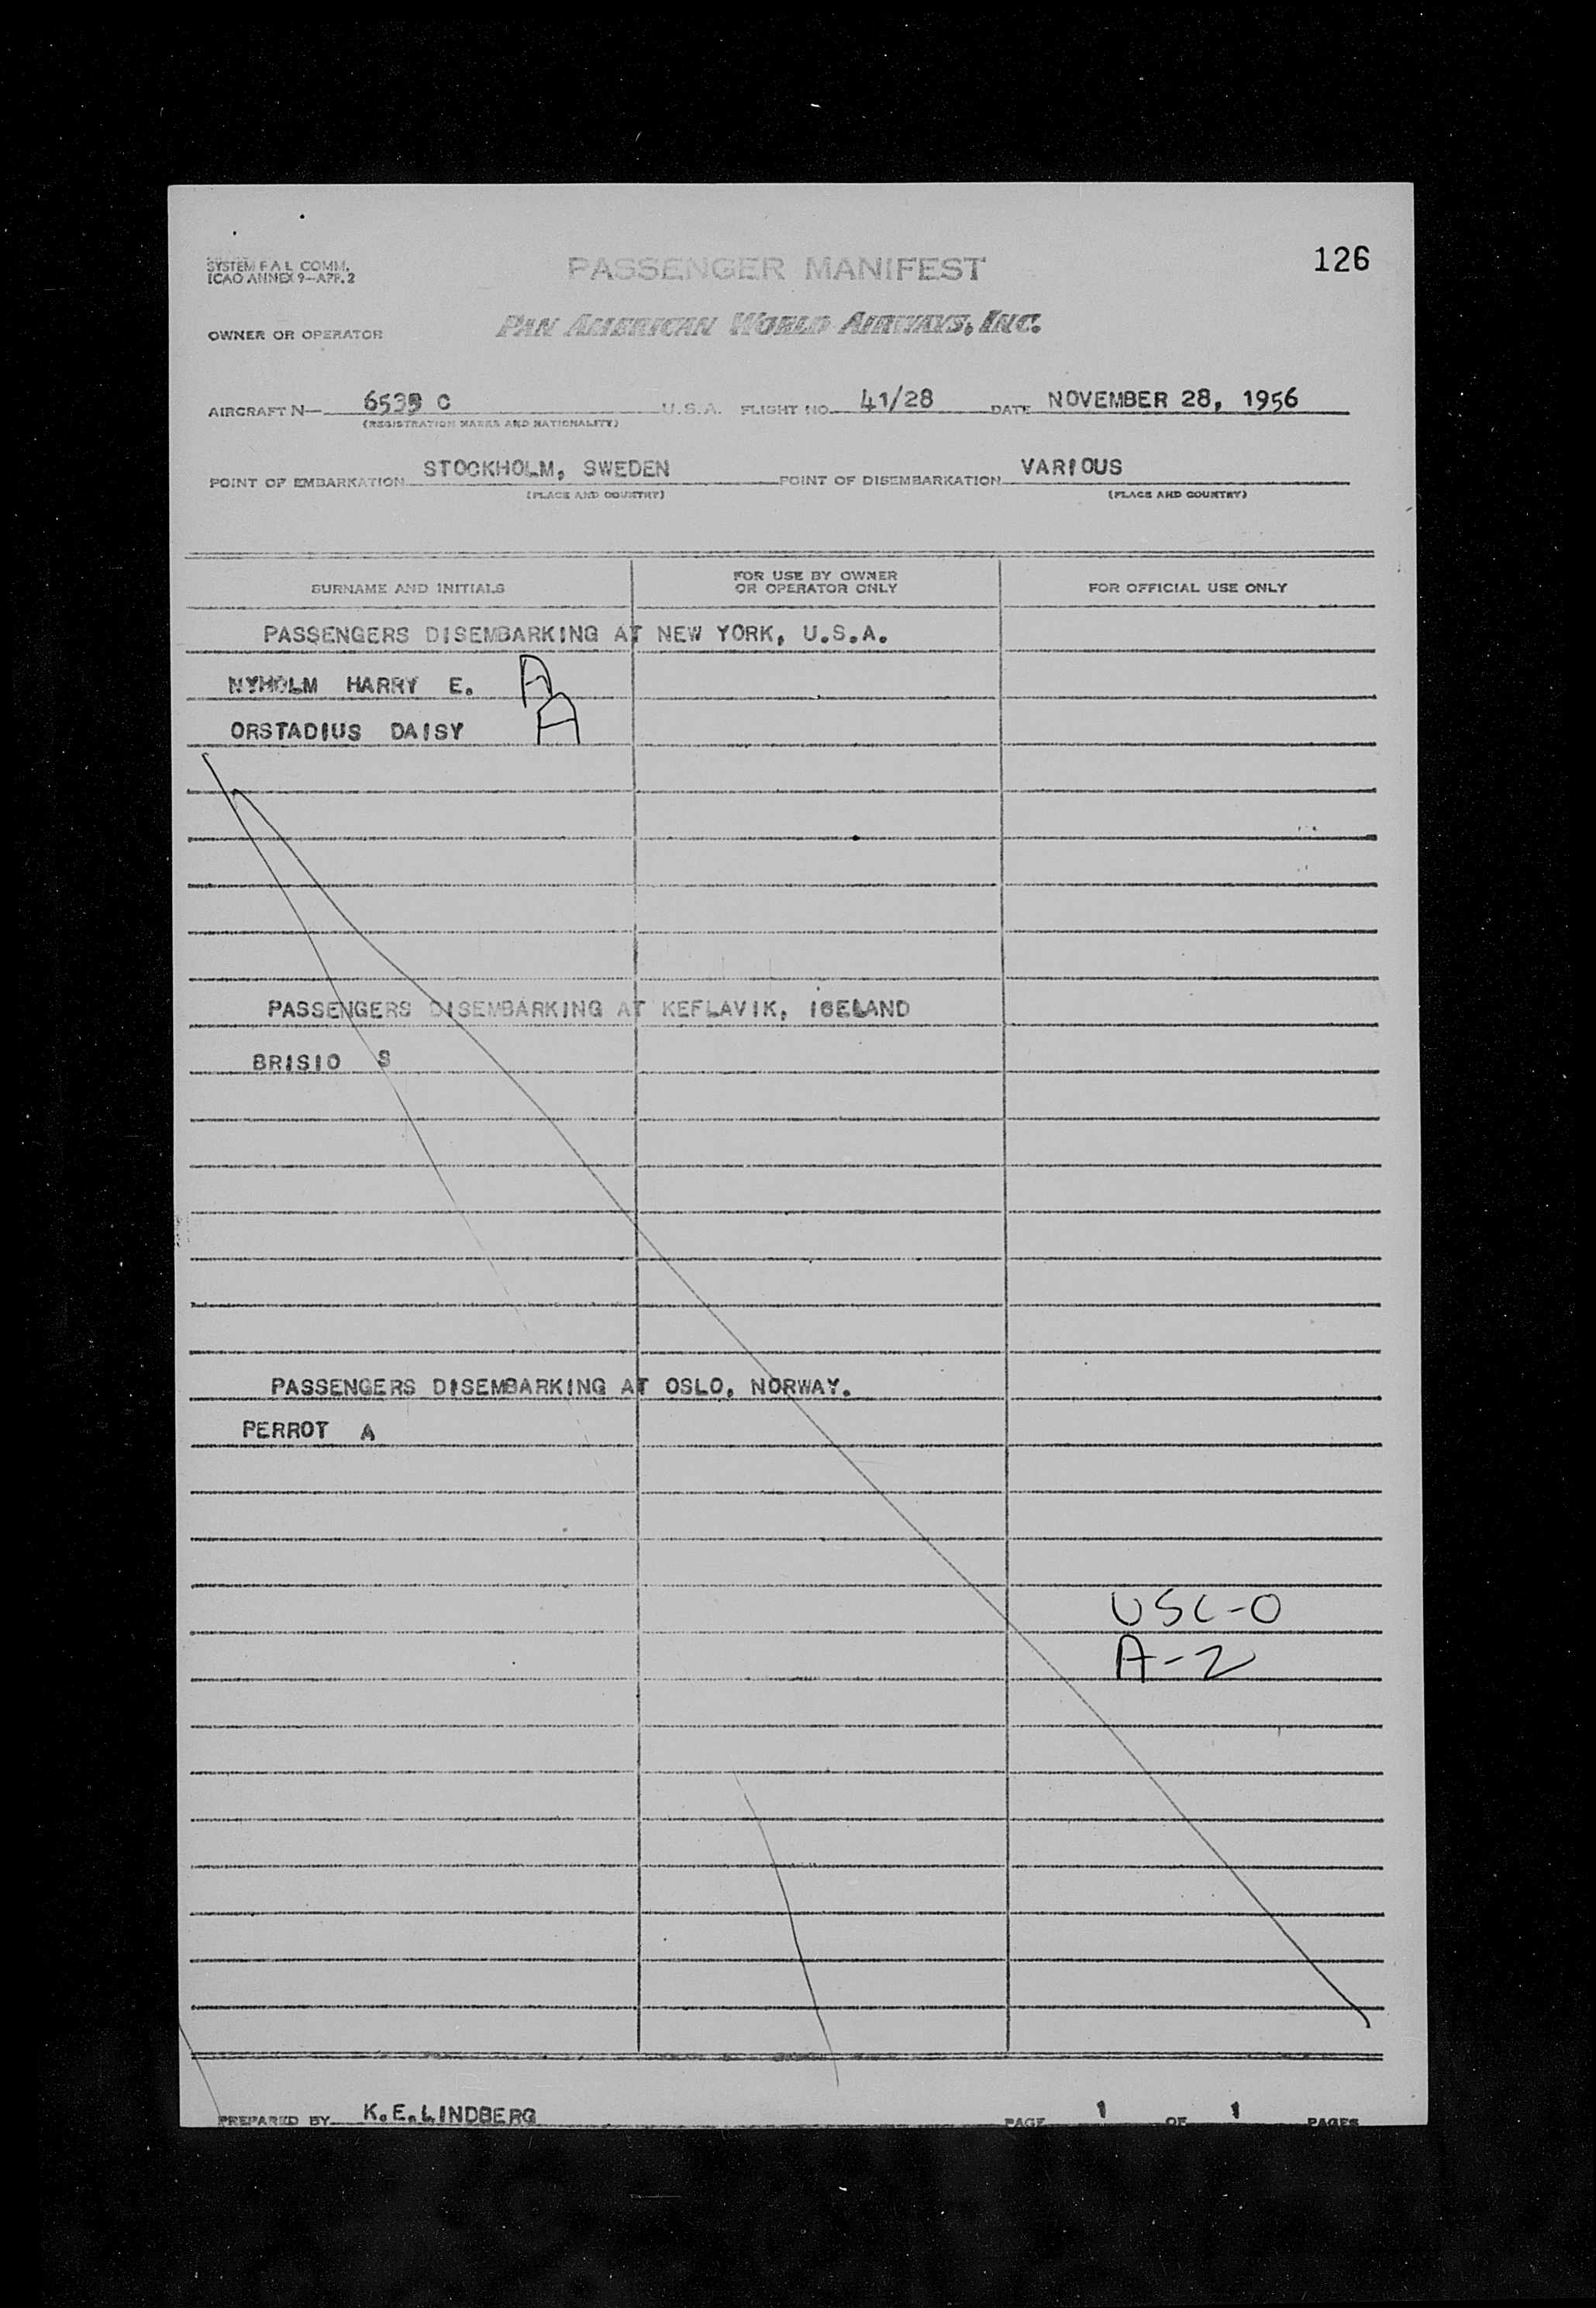 126
SYSTEM F A L COMM.
ICAO ANNEX 9—APP. 2
PASSENGER MANIFEST
OWNER OR OPERATOR PAN AMERICAN WORLD AIRWAYS, INC.
AIRCRAFT N— C U.S.A. FLIGHT NO. 41/28 DATE NOVEMBER 28, 1956
(REGISTRATION MARKS AND NATIONALITY)
POINT OF EMBARKATION STOCKHOLM, SWEDEN POINT OF DISEMBARKATION VARIOUS
(PLACE AND COUNTRY) (PLACE AND COUNTRY)
SURNAME AND INITIALS FOR USE BY OWNER OR OPERATOR ONLY FOR OFFICIAL USE ONLY
PASSENGERS DISEMBARKING AT NEW YORK, U.S.A.
NYHOLM HARRY E. A
ORSTADIUS DAISY A
PASSENGERS DISEMBARKING AT KEFLAVIK, ICELAND
BRISIO S
PASSENGERS DISEMBARKING AT OSLO, NORWAY.
PERROT A
USC-0
A-2
PREPARED BY K.E.LINDBERG PAGE 1 OF 1 PAGES